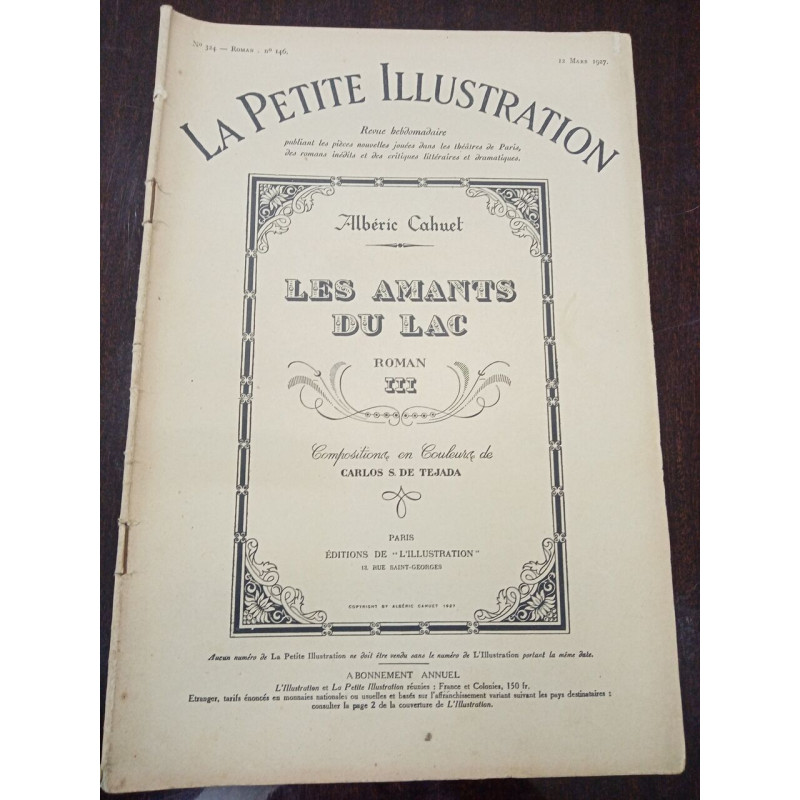 Nº 324 — ROMAN . nº 146.
12 MARS 1927.
LA PETITE ILLUSTRATION
Revue hebdomadaire
publiant les pièces nouvelles jouées dans les théâtres de Paris,
des romans inédits et des critiques littéraires et dramatiques.
Albéric Cahuet
LES AMANTS
DU LAC
ROMAN
III
Compositions en Couleurs de
CARLOS S. DE TEJADA
PARIS
ÉDITIONS DE "L'ILLUSTRATION"
13, RUE SAINT-GEORGES
COPYRIGHT BY ALBÉRIC CAHUET 1927
Aucun numéro de La Petite Illustration ne doit être vendu sans le numéro de L'Illustration portant la même date.
ABONNEMENT ANNUEL
L'Illustration et La Petite Illustration réunies : France et Colonies, 150 fr.
Etranger, tarifs énoncés en monnaies nationales ou usuelles et basés sur l'affranchissement variant suivant les pays destinataires :
consulter la page 2 de la couverture de L'Illustration.